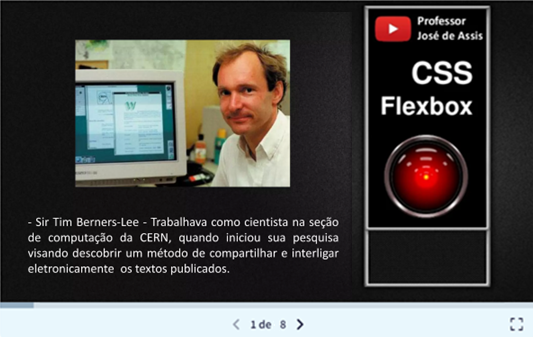 Professor
José de Assis
CSS
Flexbox
- Sir Tim Berners-Lee - Trabalhava como cientista na seção
de computação da CERN, quando iniciou sua pesquisa
visando descobrir um método de compartilhar e interligar
eletronicamente os textos publicados.
1 de 8